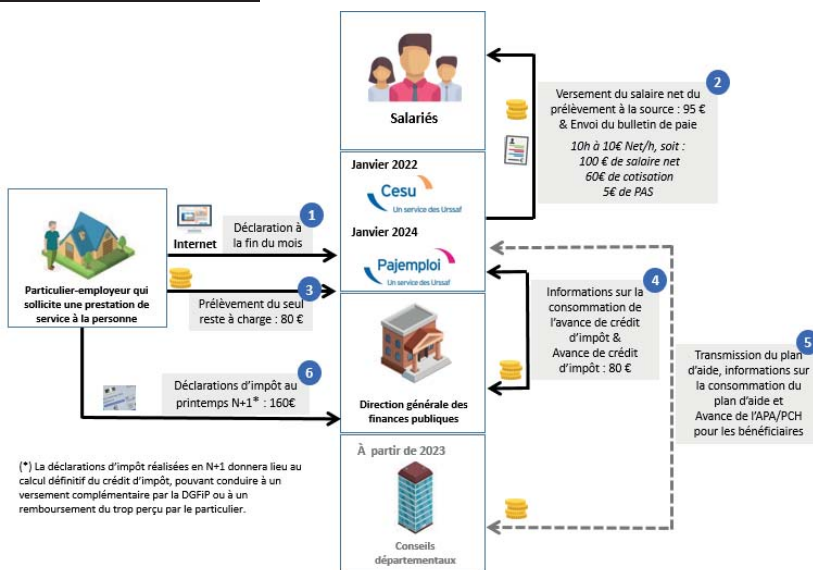 Salariés
2
Versement du salaire net du
prélèvement à la source : 95 €
& Envoi du bulletin de paie
10h à 10€ Net/h, soit :
100 € de salaire net
60€ de cotisation
5€ de PAS
Janvier 2022
Cesu
Un service des Urssaf
Janvier 2024
Pajemploi
Un service des Urssaf
1
Internet
Déclaration à
la fin du mois
Particulier-employeur qui
sollicite une prestation de
service à la personne
3
Prélèvement du seul
reste à charge : 80 €
4
Informations sur la
consommation de
l'avance de crédit
d'impôt &
Avance de crédit
d'impôt : 80 €
5
Transmission du plan
d'aide, informations sur
la consommation du
plan d'aide et
Avance de l'APA/PCH
pour les bénéficiaires
6
Déclarations d'impôt au
printemps N+1* : 160€
Direction générale des
finances publiques
À partir de 2023
Conseils
départementaux
(*) La déclarations d'impôt réalisées en N+1 donnera lieu au
calcul définitif du crédit d'impôt, pouvant conduire à un
versement complémentaire par la DGFiP ou à un
remboursement du trop perçu par le particulier.